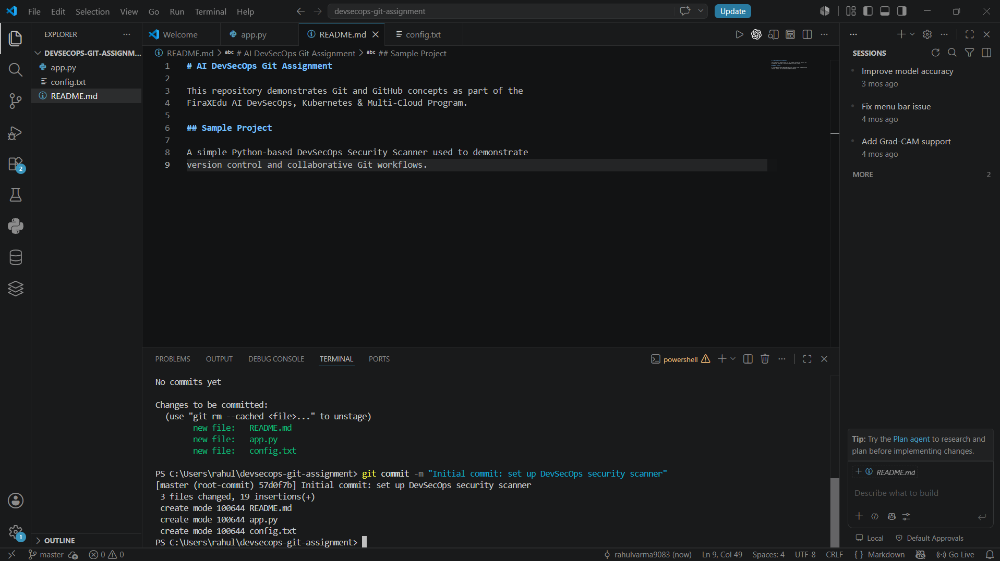 File Edit Selection View Go Run Terminal Help
devsecops-git-assignment
Update
EXPLORER
DEVSECOPS-GIT-ASSIGNM...
app.py
config.txt
README.md
2
1
OUTLINE
Welcome
app.py
README.md
config.txt
README.md > abc # AI DevSecOps Git Assignment > abc ## Sample Project
1 # AI DevSecOps Git Assignment
2
3 This repository demonstrates Git and GitHub concepts as part of the
4 FiraXEdu AI DevSecOps, Kubernetes & Multi-Cloud Program.
5
6 ## Sample Project
7
8 A simple Python-based DevSecOps Security Scanner used to demonstrate
9 version control and collaborative Git workflows.
PROBLEMS OUTPUT DEBUG CONSOLE TERMINAL PORTS
powershell
No commits yet
Changes to be committed:
(use "git rm --cached <file>..." to unstage)
new file: README.md
new file: app.py
new file: config.txt
PS C:\Users\rahul\devsecops-git-assignment> git commit -m "Initial commit: set up DevSecOps security scanner"
[master (root-commit) 57d0f7b] Initial commit: set up DevSecOps security scanner
3 files changed, 19 insertions(+)
create mode 100644 README.md
create mode 100644 app.py
create mode 100644 config.txt
PS C:\Users\rahul\devsecops-git-assignment>
SESSIONS
Improve model accuracy
3 mos ago
Fix menu bar issue
4 mos ago
Add Grad-CAM support
4 mos ago
MORE 2
Tip: Try the Plan agent to research and
plan before implementing changes.
README.md
Describe what to build
Local Default Approvals
master 0 0
rahulvarma9083 (now) Ln 9, Col 49 Spaces: 4 UTF-8 CRLF { } Markdown Go Live